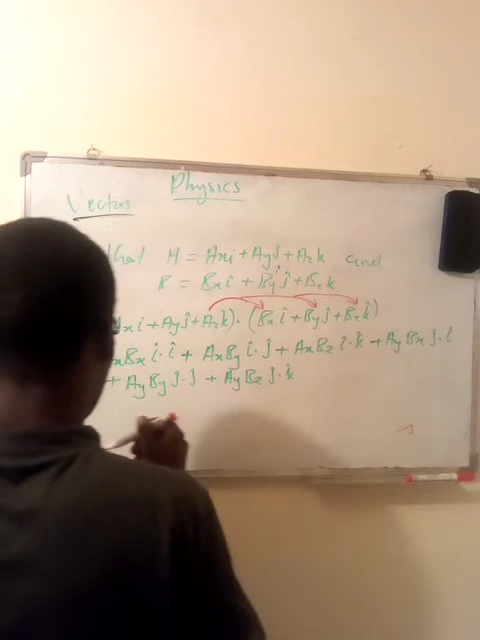 Physics
Vectors
that A = Axi + Ayj + Azk and
B = Bxi + Byj + Bzk
Axi + Ayj + Azk) · (Bxi + Byj + Bzk)
xBx i·i + AxBy i·j + AxBz i·k + AyBx j·i
+ AyBy j·j + AyBz j·k